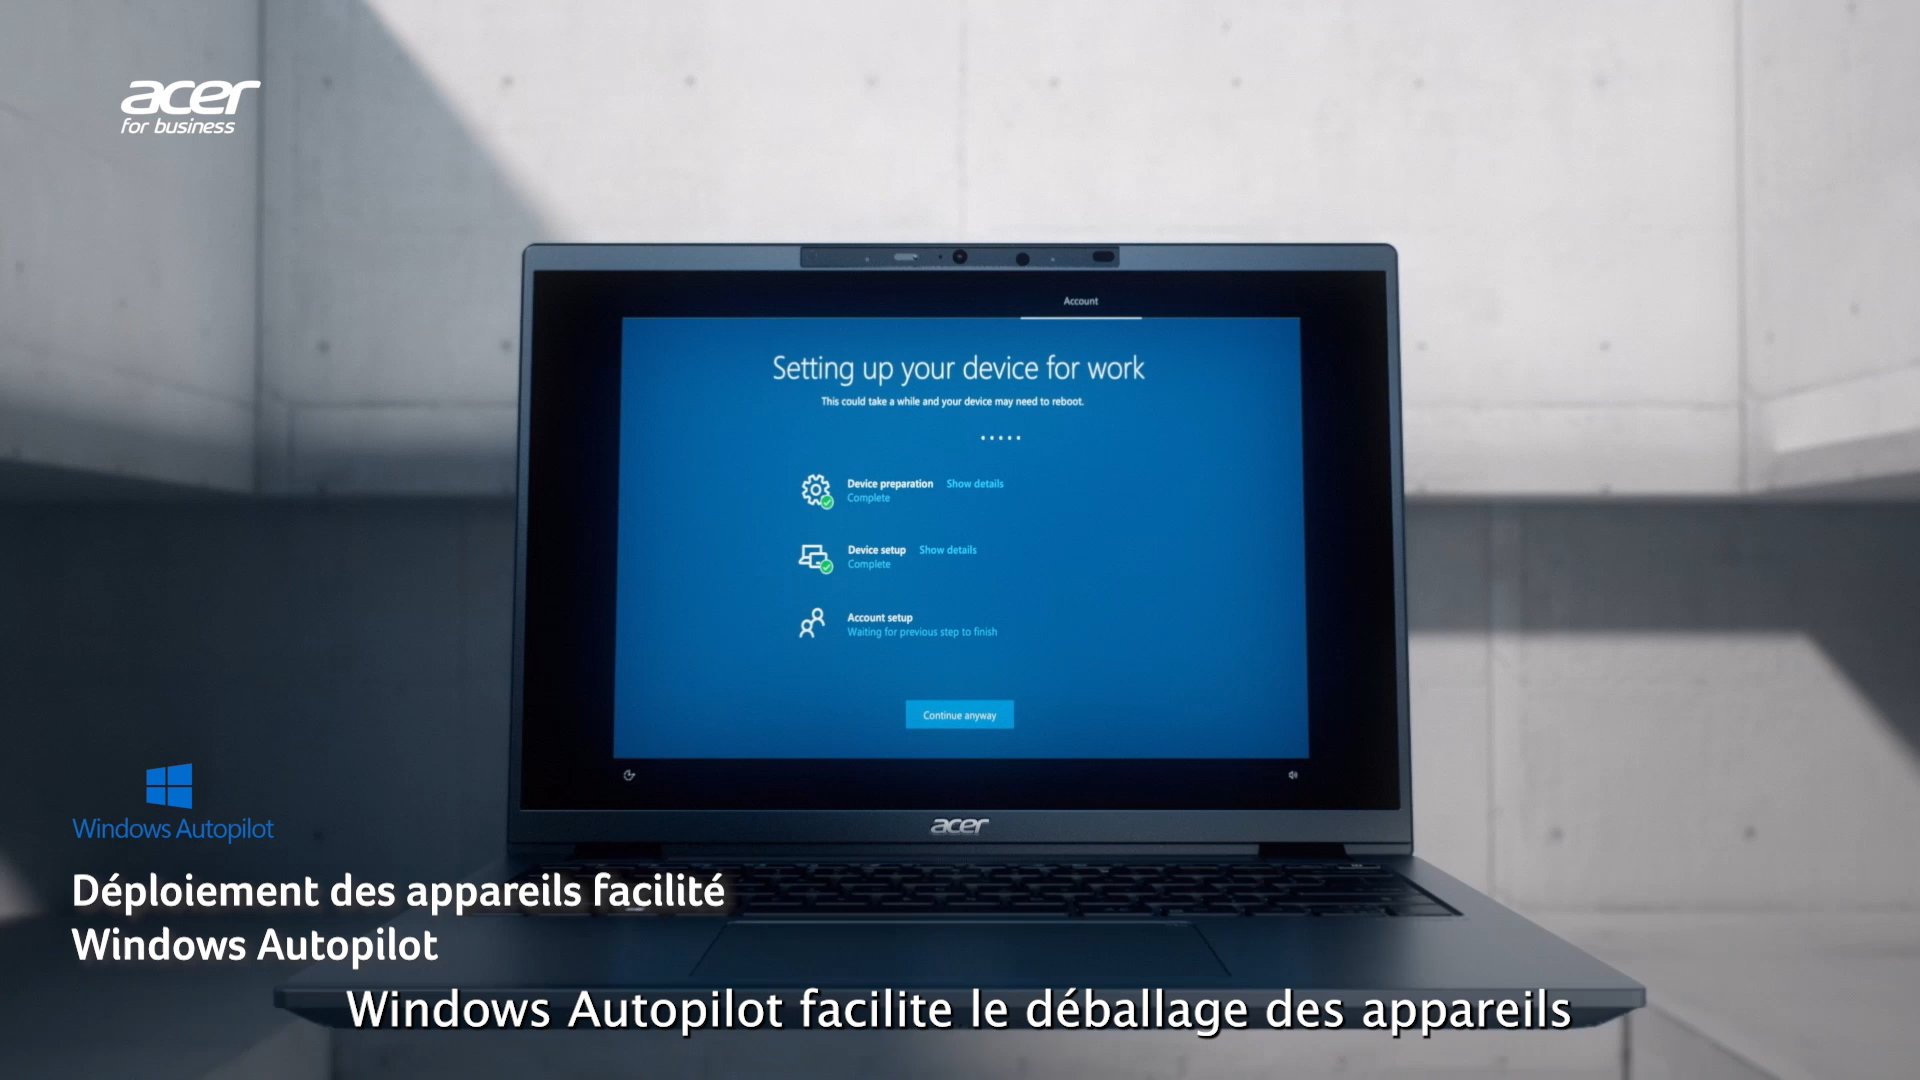 acer
for business
Account
Setting up your device for work
This could take a while and your device may need to reboot.
Device preparation Show details
Complete
Device setup Show details
Complete
Account setup
Waiting for previous step to finish
Continue anyway
acer
Windows Autopilot
Déploiement des appareils facilité
Windows Autopilot
Windows Autopilot facilite le déballage des appareils